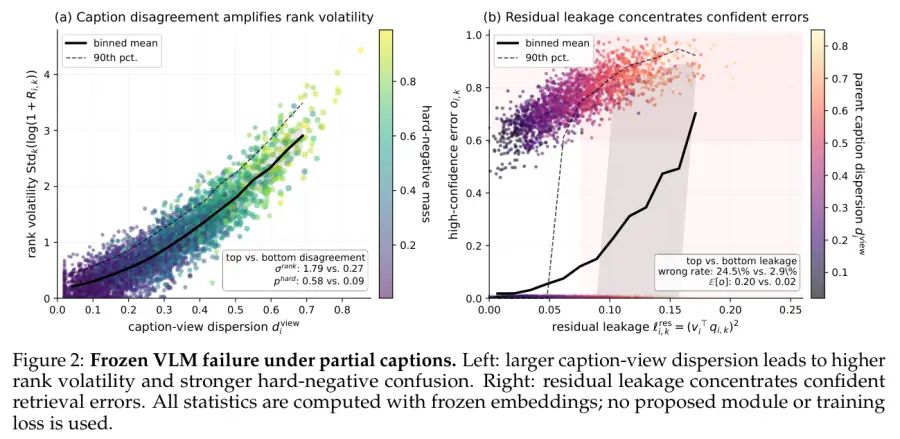 (a) Caption disagreement amplifies rank volatility
binned mean
90th pct.
rank volatility Std_k(log(1 + R_{i,k}))
4
3
2
1
0
0.0 0.1 0.2 0.3 0.4 0.5 0.6 0.7 0.8
caption-view dispersion d_i^{view}
top vs. bottom disagreement
σ^{rank}: 1.79 vs. 0.27
p^{hard}: 0.58 vs. 0.09
0.8
0.6
0.4
0.2
hard-negative mass
(b) Residual leakage concentrates confident errors
binned mean
90th pct.
high-confidence error o_{i,k}
1.0
0.8
0.6
0.4
0.2
0.0
0.00 0.05 0.10 0.15 0.20 0.25
residual leakage ℓ_{i,k}^{res} = (v_i^⊤ q_{i,k})^2
top vs. bottom leakage
wrong rate: 24.5\% vs. 2.9\%
𝔼[o]: 0.20 vs. 0.02
0.8
0.7
0.6
0.5
0.4
0.3
0.2
0.1
parent caption dispersion d_i^{view}
Figure 2: Frozen VLM failure under partial captions. Left: larger caption-view dispersion leads to higher
rank volatility and stronger hard-negative confusion. Right: residual leakage concentrates confident
retrieval errors. All statistics are computed with frozen embeddings; no proposed module or training
loss is used.